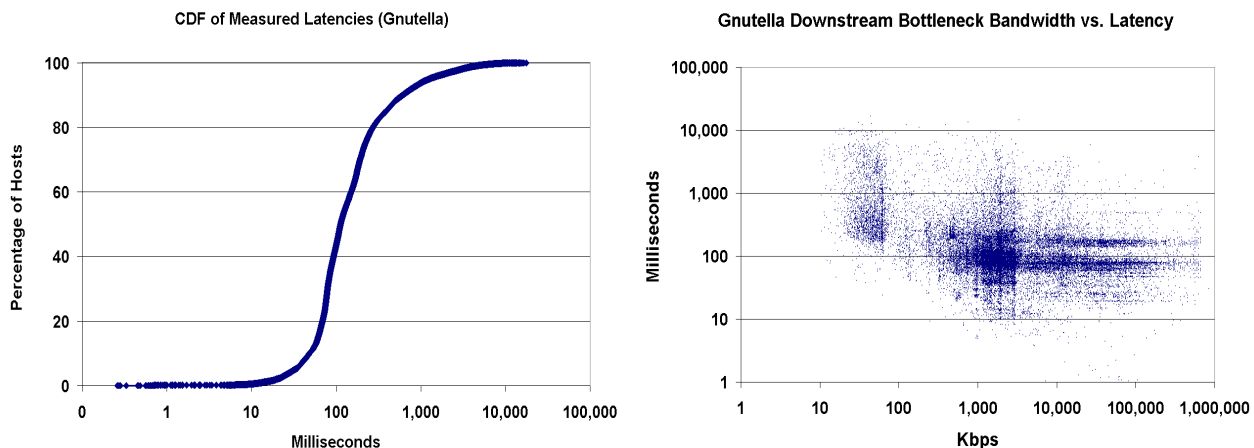 CDF of Measured Latencies (Gnutella)
Percentage of Hosts
100
80
60
40
20
0
0 1 10 100 1,000 10,000 100,000
Milliseconds
Gnutella Downstream Bottleneck Bandwidth vs. Latency
Milliseconds
100,000
10,000
1,000
100
10
1
1 10 100 1,000 10,000 100,000 1,000,000
Kbps